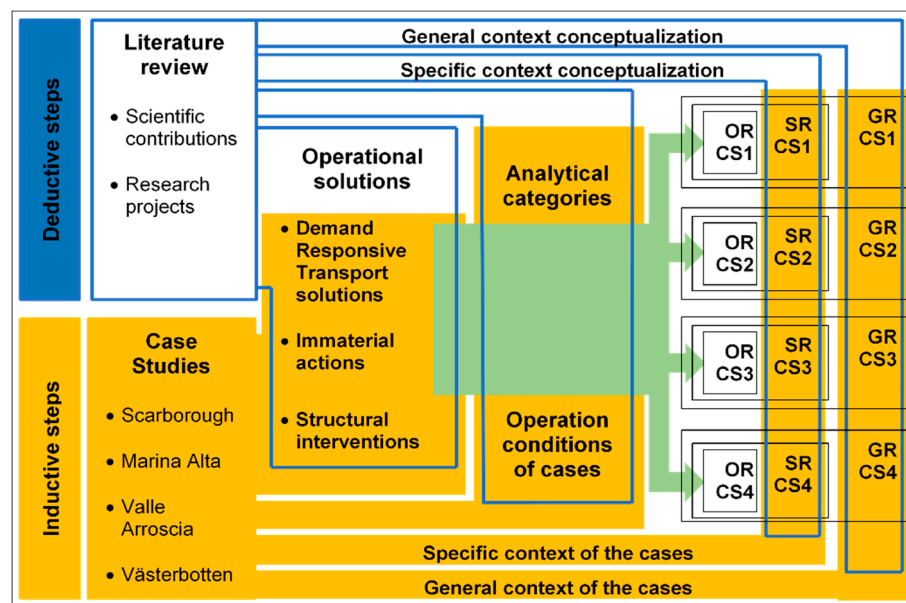 Deductive steps
Literature
review
• Scientific
contributions
• Research
projects
General context conceptualization
Specific context conceptualization
Operational
solutions
• Demand
Responsive
Transport
solutions
• Immaterial
actions
• Structural
interventions
Analytical
categories
Operation
conditions
of cases
OR
CS1
SR
CS1
GR
CS1
OR
CS2
SR
CS2
GR
CS2
OR
CS3
SR
CS3
GR
CS3
OR
CS4
SR
CS4
GR
CS4
Inductive steps
Case
Studies
• Scarborough
• Marina Alta
• Valle
Arroscia
• Västerbotten
Specific context of the cases
General context of the cases